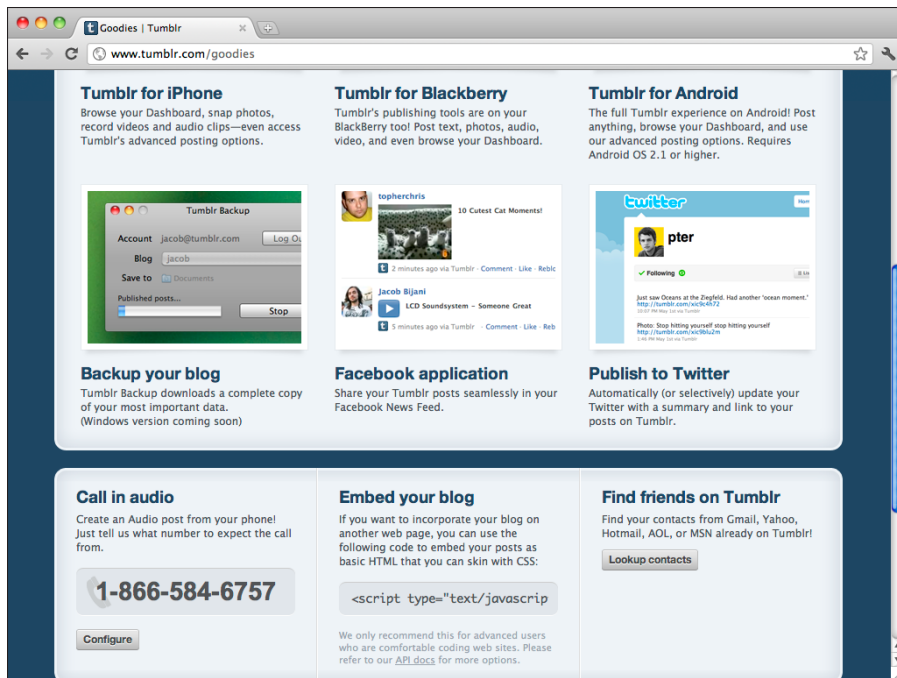 Goodies | Tumblr
www.tumblr.com/goodies
Tumblr for iPhone
Browse your Dashboard, snap photos,
record videos and audio clips—even access
Tumblr's advanced posting options.
Tumblr for Blackberry
Tumblr's publishing tools are on your
BlackBerry too! Post text, photos, audio,
video, and even browse your Dashboard.
Tumblr for Android
The full Tumblr experience on Android! Post
anything, browse your Dashboard, and use
our advanced posting options. Requires
Android OS 2.1 or higher.
Tumblr Backup
Account jacob@tumblr.com Log Ou
Blog jacob
Save to Documents
Published posts...
Stop
topherchris
10 Cutest Cat Moments!
2 minutes ago via Tumblr · Comment · Like · Reblc
Jacob Bijani
LCD Soundsystem – Someone Great
5 minutes ago via Tumblr · Comment · Like · Reb
twitter
Hom
pter
Following
Just saw Oceans at the Ziegfeld. Had another "ocean moment."
http://tumblr.com/xic9c4h72
10:07 PM May 1st via Tumblr
Photo: Stop hitting yourself stop hitting yourself
http://tumblr.com/xic9blu2m
1:46 PM May 1st via Tumblr
Backup your blog
Tumblr Backup downloads a complete copy
of your most important data.
(Windows version coming soon)
Facebook application
Share your Tumblr posts seamlessly in your
Facebook News Feed.
Publish to Twitter
Automatically (or selectively) update your
Twitter with a summary and link to your
posts on Tumblr.
Call in audio
Create an Audio post from your phone!
Just tell us what number to expect the call
from.
1-866-584-6757
Configure
Embed your blog
If you want to incorporate your blog on
another web page, you can use the
following code to embed your posts as
basic HTML that you can skin with CSS:
<script type="text/javascrip
We only recommend this for advanced users
who are comfortable coding web sites. Please
refer to our API docs for more options.
Find friends on Tumblr
Find your contacts from Gmail, Yahoo,
Hotmail, AOL, or MSN already on Tumblr!
Lookup contacts